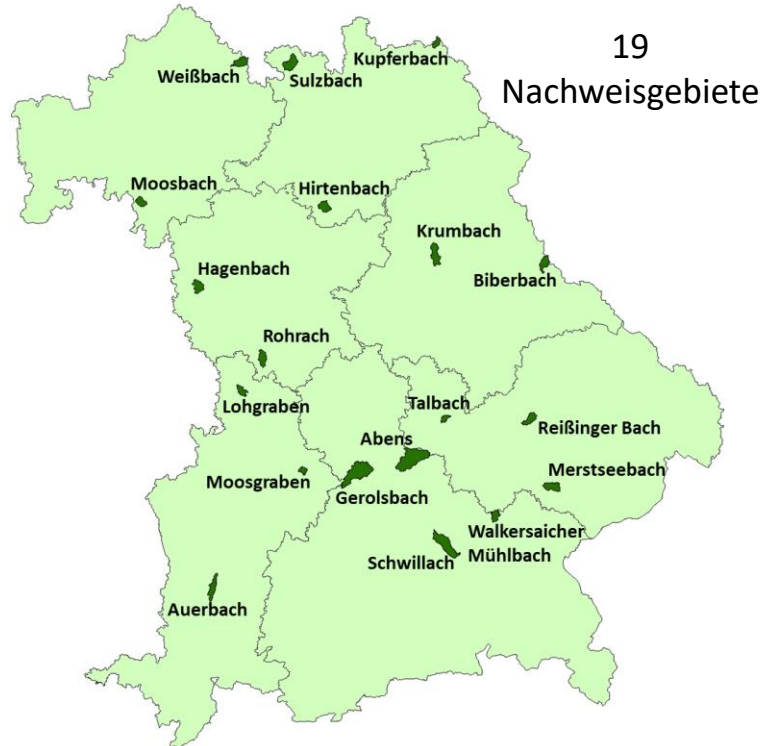 19
Nachweisgebiete
Kupferbach
Weißbach
Sulzbach
Moosbach
Hirtenbach
Krumbach
Hagenbach
Biberbach
Rohrach
Lohgraben
Talbach
Reißinger Bach
Abens
Merstseebach
Moosgraben
Gerolsbach
Walkersaicher
Mühlbach
Schwillach
Auerbach